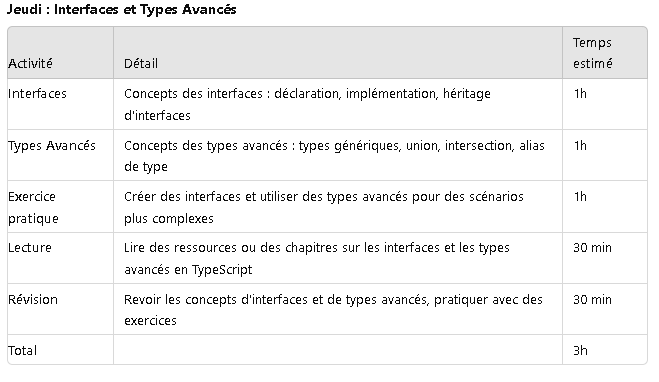 Jeudi : Interfaces et Types Avancés
Temps
Activité Détail estimé
Interfaces Concepts des interfaces : déclaration, implémentation, héritage 1h
d'interfaces
Types Avancés Concepts des types avancés : types génériques, union, intersection, alias 1h
de type
Exercice Créer des interfaces et utiliser des types avancés pour des scénarios 1h
pratique plus complexes
Lecture Lire des ressources ou des chapitres sur les interfaces et les types 30 min
avancés en TypeScript
Révision Revoir les concepts d'interfaces et de types avancés, pratiquer avec des 30 min
exercices
Total 3h